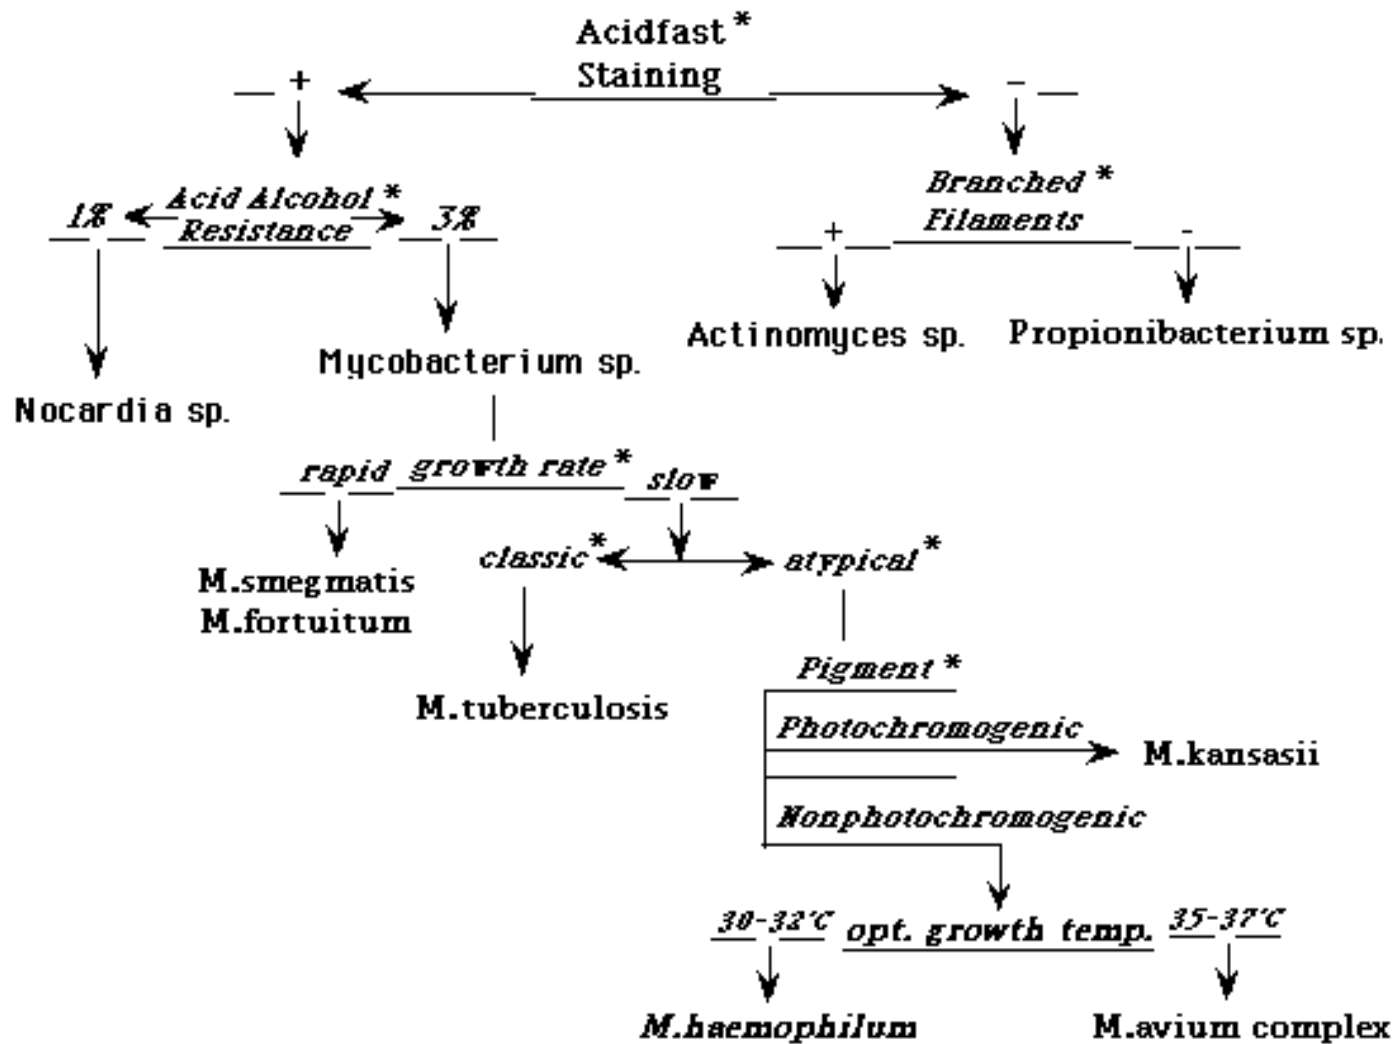 Acidfast *
Staining
+
-
Acid Alcohol *
Resistance
1%
3%
Branched *
Filaments
+
-
Actinomyces sp.
Propionibacterium sp.
Mycobacterium sp.
Nocardia sp.
rapid
growth rate *
slow
classic *
atypical *
M.smegmatis
M.fortuitum
Pigment *
M.tuberculosis
Photochromogenic
M.kansasii
Nonphotochromogenic
30-32°C
opt. growth temp.
35-37°C
M.haemophilum
M.avium complex